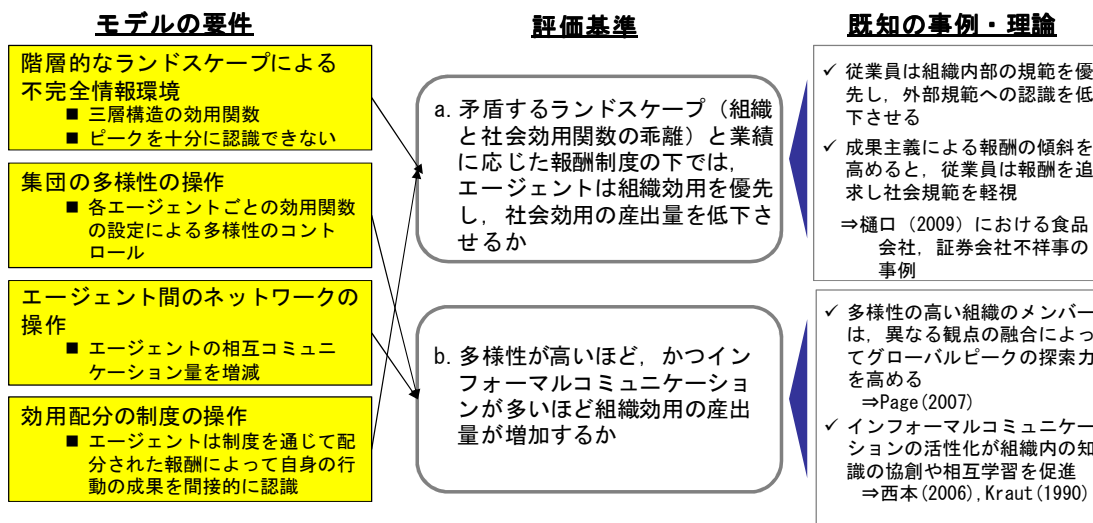 モデルの要件
階層的なランドスケープによる
不完全情報環境
■ 三層構造の効用関数
■ ピークを十分に認識できない
集団の多様性の操作
■ 各エージェントごとの効用関数
の設定による多様性のコント
ロール
エージェント間のネットワークの
操作
■ エージェントの相互コミュニ
ケーション量を増減
効用配分の制度の操作
■ エージェントは制度を通じて配
分された報酬によって自身の行
動の成果を間接的に認識
評価基準
a. 矛盾するランドスケープ（組織
と社会効用関数の乖離）と業績
に応じた報酬制度の下では，
エージェントは組織効用を優先
し，社会効用の産出量を低下さ
せるか
b. 多様性が高いほど，かつイン
フォーマルコミュニケーショ
ンが多いほど組織効用の産出
量が増加するか
既知の事例・理論
✓ 従業員は組織内部の規範を優
先し，外部規範への認識を低
下させる
✓ 成果主義による報酬の傾斜を
高めると，従業員は報酬を追
求し社会規範を軽視
⇒樋口（2009）における食品
会社，証券会社不祥事の
事例
✓ 多様性の高い組織のメンバー
は，異なる観点の融合によっ
てグローバルピークの探索力
を高める
⇒Page(2007)
✓ インフォーマルコミュニケー
ションの活性化が組織内の知
識の協創や相互学習を促進
⇒西本(2006),Kraut(1990)